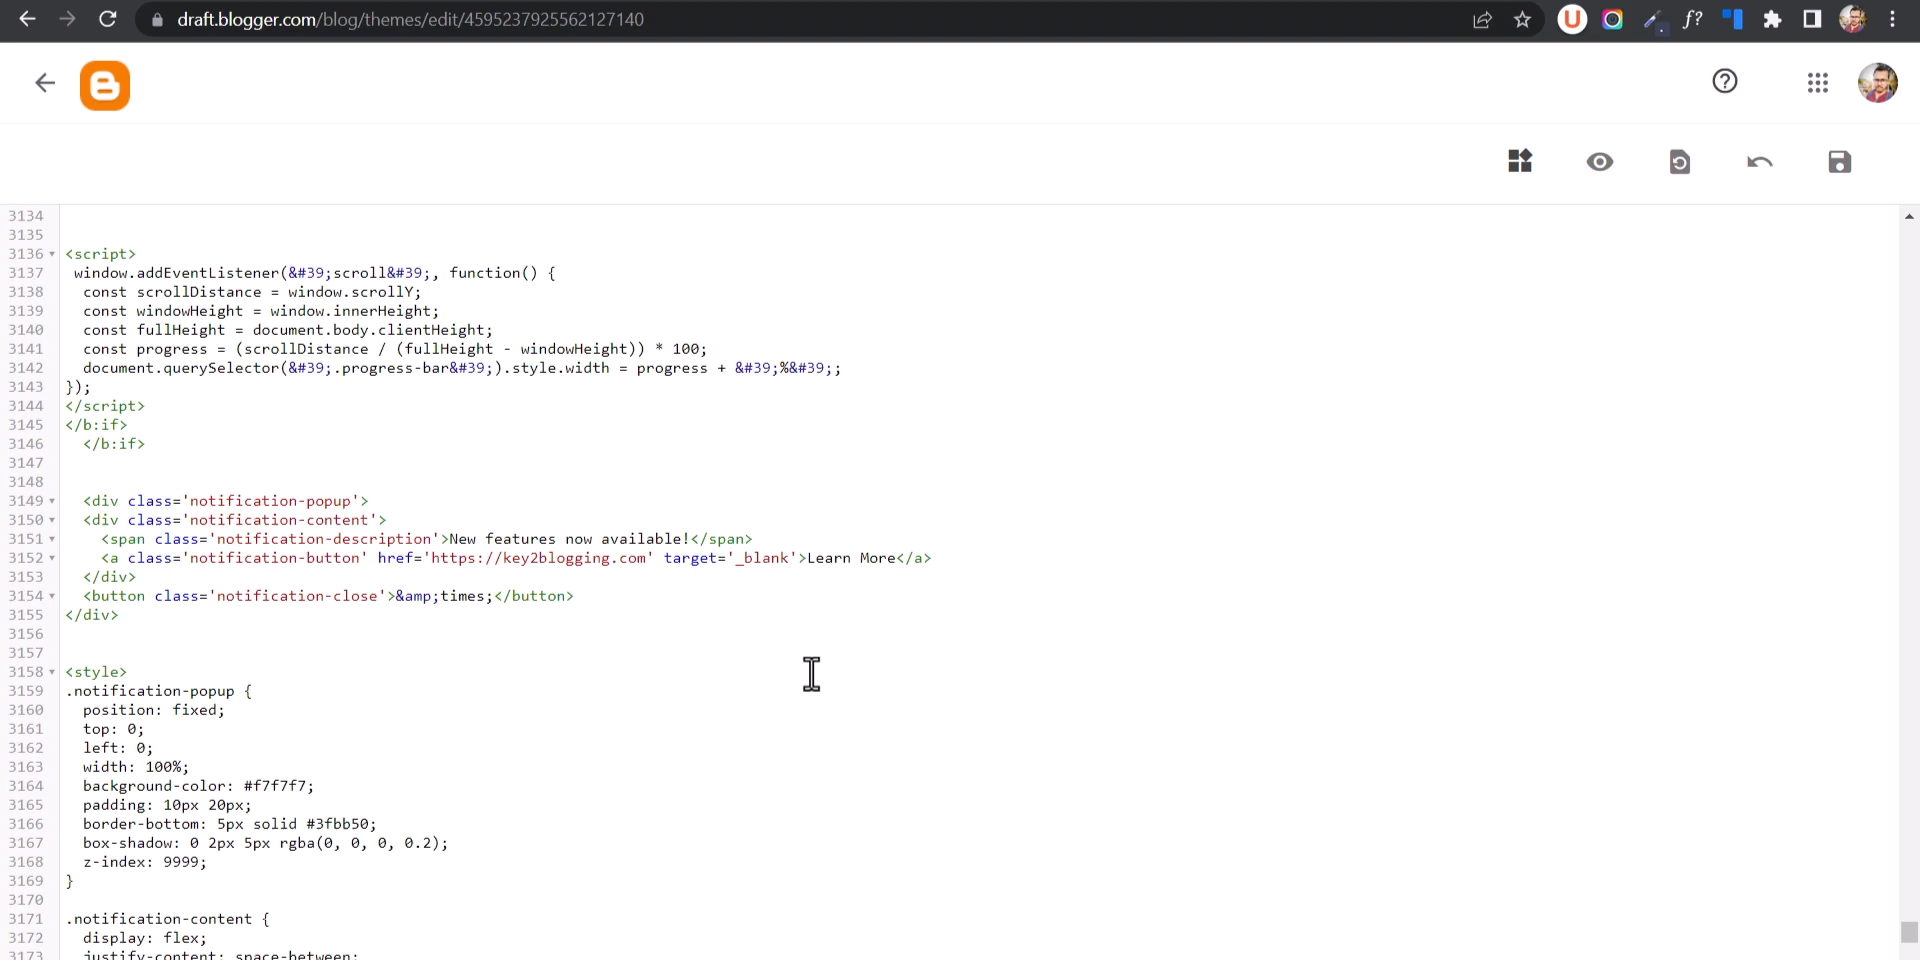 draft.blogger.com/blog/themes/edit/4595237925562127140
U
f?
B
3134
3135
3136 <script>
3137 window.addEventListener(&#39;scroll&#39;, function() {
3138 const scrollDistance = window.scrollY;
3139 const windowHeight = window.innerHeight;
3140 const fullHeight = document.body.clientHeight;
3141 const progress = (scrollDistance / (fullHeight - windowHeight)) * 100;
3142 document.querySelector(&#39;.progress-bar&#39;).style.width = progress + &#39;%&#39;;
3143 });
3144 </script>
3145 </b:if>
3146 </b:if>
3147
3148
3149 <div class='notification-popup'>
3150 <div class='notification-content'>
3151 <span class='notification-description'>New features now available!</span>
3152 <a class='notification-button' href='https://key2blogging.com' target='_blank'>Learn More</a>
3153 </div>
3154 <button class='notification-close'>&amp;times;</button>
3155 </div>
3156
3157
3158 <style>
3159 .notification-popup {
3160 position: fixed;
3161 top: 0;
3162 left: 0;
3163 width: 100%;
3164 background-color: #f7f7f7;
3165 padding: 10px 20px;
3166 border-bottom: 5px solid #3fbb50;
3167 box-shadow: 0 2px 5px rgba(0, 0, 0, 0.2);
3168 z-index: 9999;
3169 }
3170
3171 .notification-content {
3172 display: flex;
3173 justify-content: space-between;